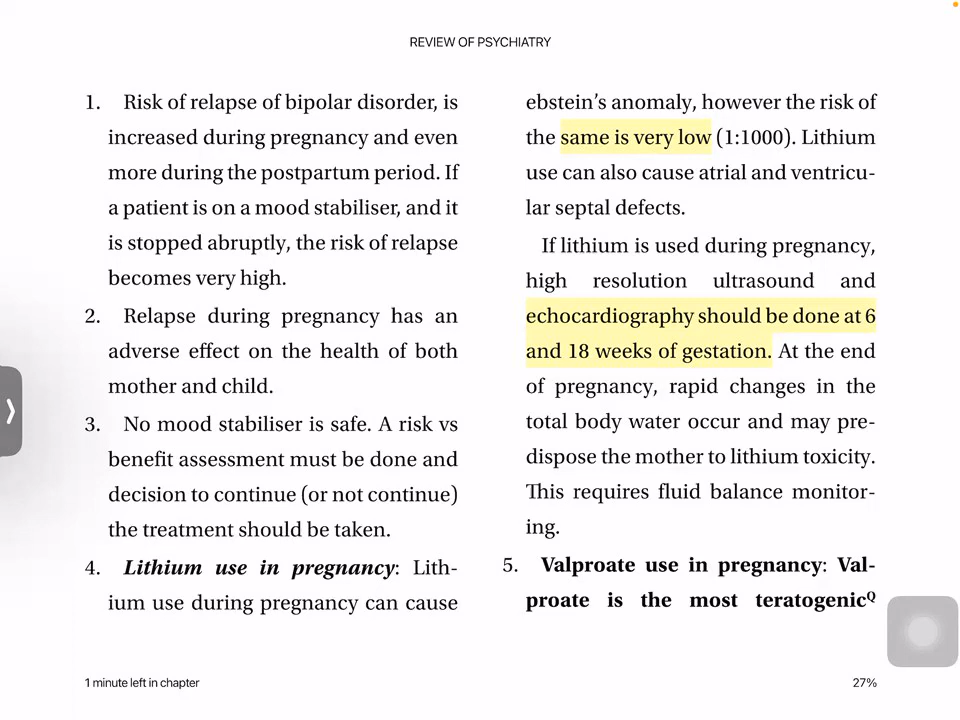 REVIEW OF PSYCHIATRY
1. Risk of relapse of bipolar disorder, is
increased during pregnancy and even
more during the postpartum period. If
a patient is on a mood stabiliser, and it
is stopped abruptly, the risk of relapse
becomes very high.
2. Relapse during pregnancy has an
adverse effect on the health of both
mother and child.
3. No mood stabiliser is safe. A risk vs
benefit assessment must be done and
decision to continue (or not continue)
the treatment should be taken.
4. Lithium use in pregnancy: Lith-
ium use during pregnancy can cause
ebstein’s anomaly, however the risk of
the same is very low (1:1000). Lithium
use can also cause atrial and ventricu-
lar septal defects.
If lithium is used during pregnancy,
high resolution ultrasound and
echocardiography should be done at 6
and 18 weeks of gestation. At the end
of pregnancy, rapid changes in the
total body water occur and may pre-
dispose the mother to lithium toxicity.
This requires fluid balance monitor-
ing.
5. Valproate use in pregnancy: Val-
proate is the most teratogenicQ
1 minute left in chapter
27%